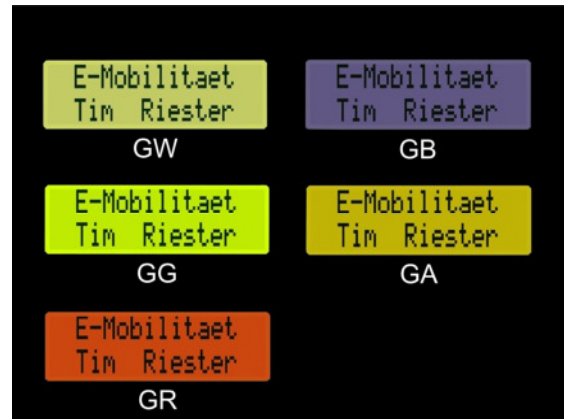 E-Mobilitaet
Tim Riester
GW
E-Mobilitaet
Tim Riester
GB
E-Mobilitaet
Tim Riester
GG
E-Mobilitaet
Tim Riester
GA
E-Mobilitaet
Tim Riester
GR